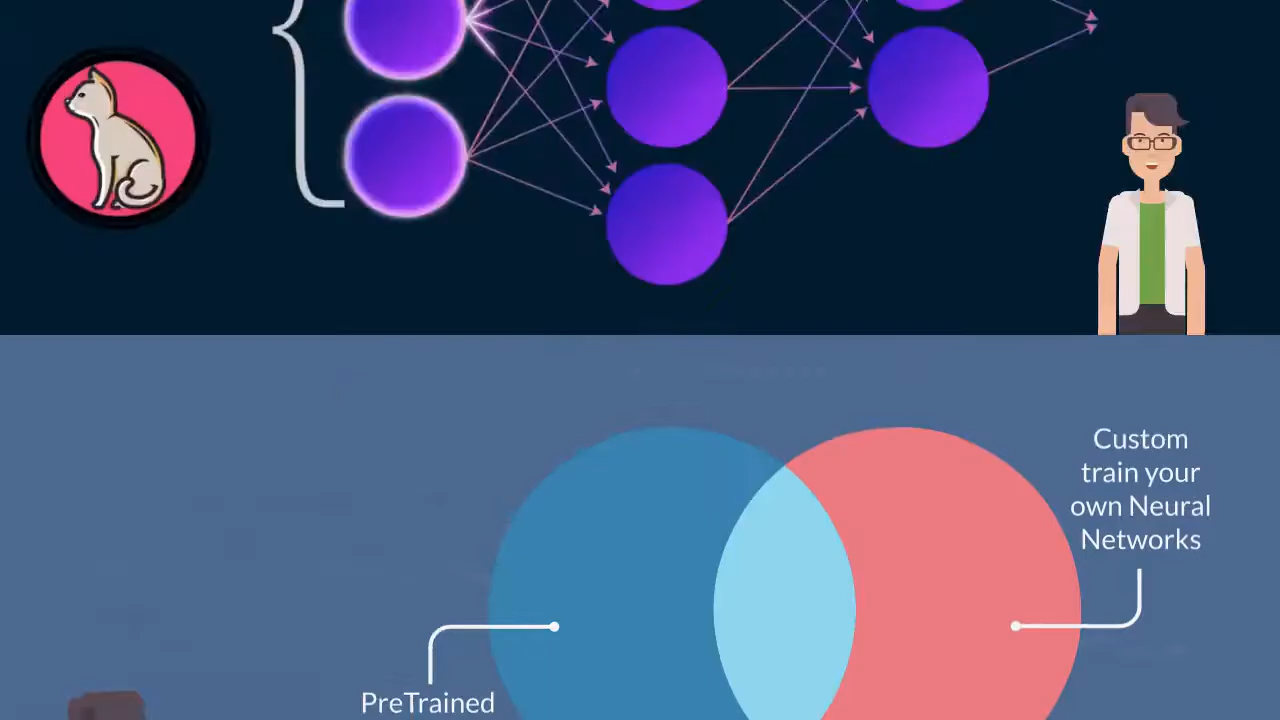 Custom
train your
own Neural
Networks
PreTrained